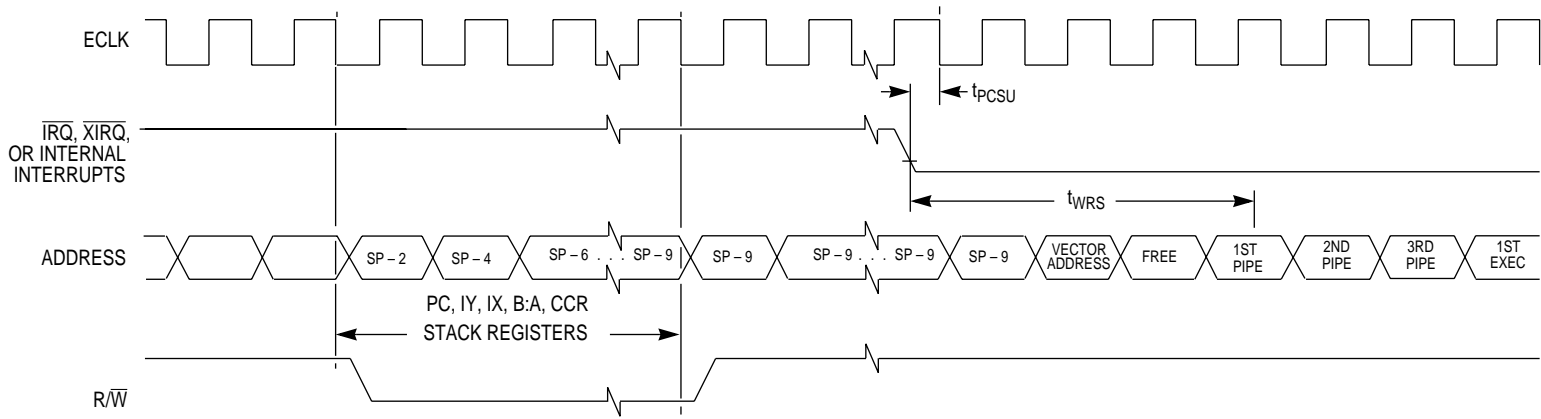 ECLK
tPCSU
IRQ, XIRQ,
OR INTERNAL
INTERRUPTS
tWRS
ADDRESS
SP – 2
SP – 4
SP – 6 . . . SP – 9
SP – 9
SP – 9 . . . SP – 9
SP – 9
VECTOR
ADDRESS
FREE
1ST
PIPE
2ND
PIPE
3RD
PIPE
1ST
EXEC
PC, IY, IX, B:A, CCR
STACK REGISTERS
R/W